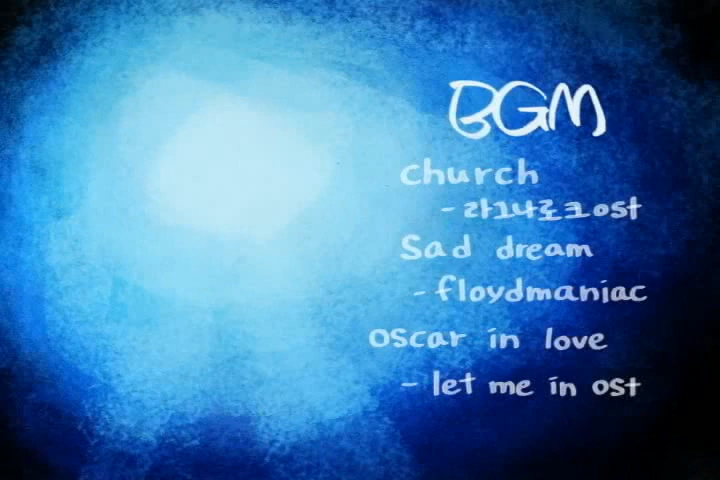 BGM
church
- 라그나로크ost
Sad dream
- floydmaniac
oscar in love
- let me in ost